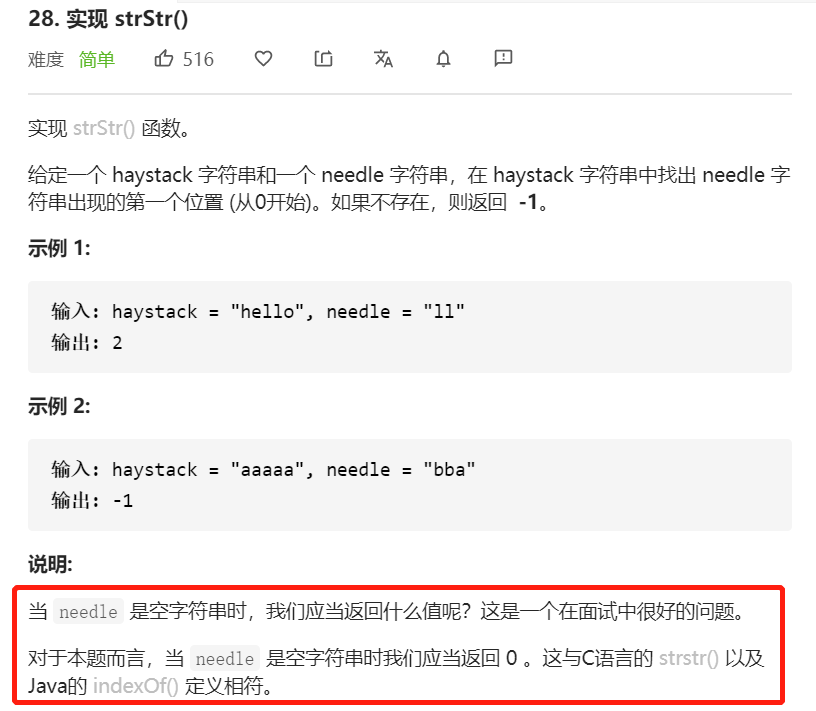 28. 实现 strStr()
难度 简单 516
实现 strStr() 函数。
给定一个 haystack 字符串和一个 needle 字符串，在 haystack 字符串中找出 needle 字
符串出现的第一个位置 (从0开始)。如果不存在，则返回 -1。
示例 1:
输入: haystack = "hello", needle = "ll"
输出: 2
示例 2:
输入: haystack = "aaaaa", needle = "bba"
输出: -1
说明:
当 needle 是空字符串时，我们应当返回什么值呢？这是一个在面试中很好的问题。
对于本题而言，当 needle 是空字符串时我们应当返回 0 。这与C语言的 strstr() 以及
Java的 indexOf() 定义相符。